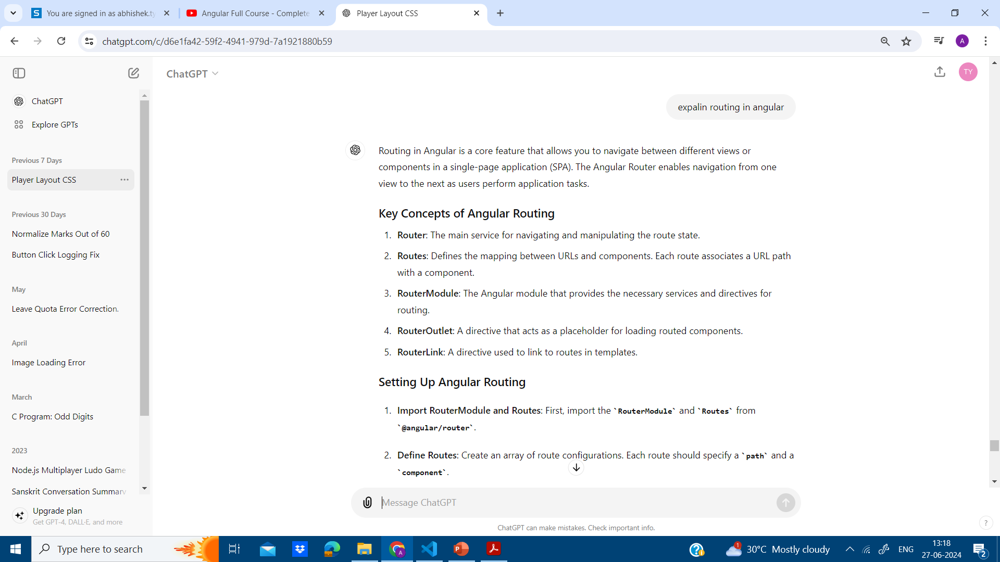 You are signed in as abhishek.ty
Angular Full Course - Complete
Player Layout CSS
chatgpt.com/c/d6e1fa42-59f2-4941-979d-7a1921880b59
A
ChatGPT
Explore GPTs
Previous 7 Days
Player Layout CSS
Previous 30 Days
Normalize Marks Out of 60
Button Click Logging Fix
May
Leave Quota Error Correction.
April
Image Loading Error
March
C Program: Odd Digits
2023
Node.js Multiplayer Ludo Game
Sanskrit Conversation Summary
Upgrade plan
Get GPT-4, DALL·E, and more
ChatGPT
TY
expalin routing in angular
Routing in Angular is a core feature that allows you to navigate between different views or
components in a single-page application (SPA). The Angular Router enables navigation from one
view to the next as users perform application tasks.
Key Concepts of Angular Routing
1. Router: The main service for navigating and manipulating the route state.
2. Routes: Defines the mapping between URLs and components. Each route associates a URL path
with a component.
3. RouterModule: The Angular module that provides the necessary services and directives for
routing.
4. RouterOutlet: A directive that acts as a placeholder for loading routed components.
5. RouterLink: A directive used to link to routes in templates.
Setting Up Angular Routing
1. Import RouterModule and Routes: First, import the `RouterModule` and `Routes` from
`@angular/router`.
2. Define Routes: Create an array of route configurations. Each route should specify a `path` and a
`component`.
Message ChatGPT
ChatGPT can make mistakes. Check important info.
?
Type here to search
1
30°C Mostly cloudy
ENG
13:18
27-06-2024
2